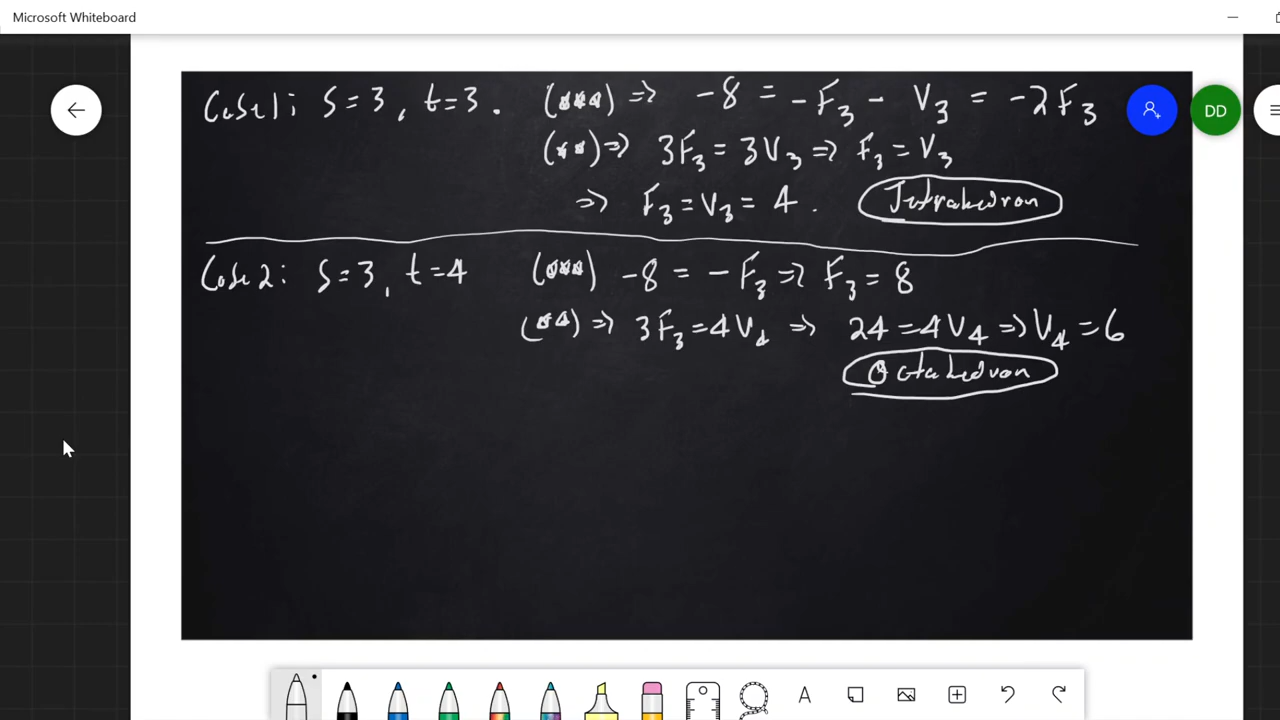 Microsoft Whiteboard
Case 1: S = 3, t = 3. (***) => -8 = -F₃ - V₃ = -2F₃
DD
(**) => 3F₃ = 3V₃ => F₃ = V₃
=> F₃ = V₃ = 4. Tetrahedron
Case 2: S = 3, t = 4 (***) -8 = -F₃ => F₃ = 8
(**) => 3F₃ = 4V₄ => 24 = 4V₄ => V₄ = 6
Octahedron
A